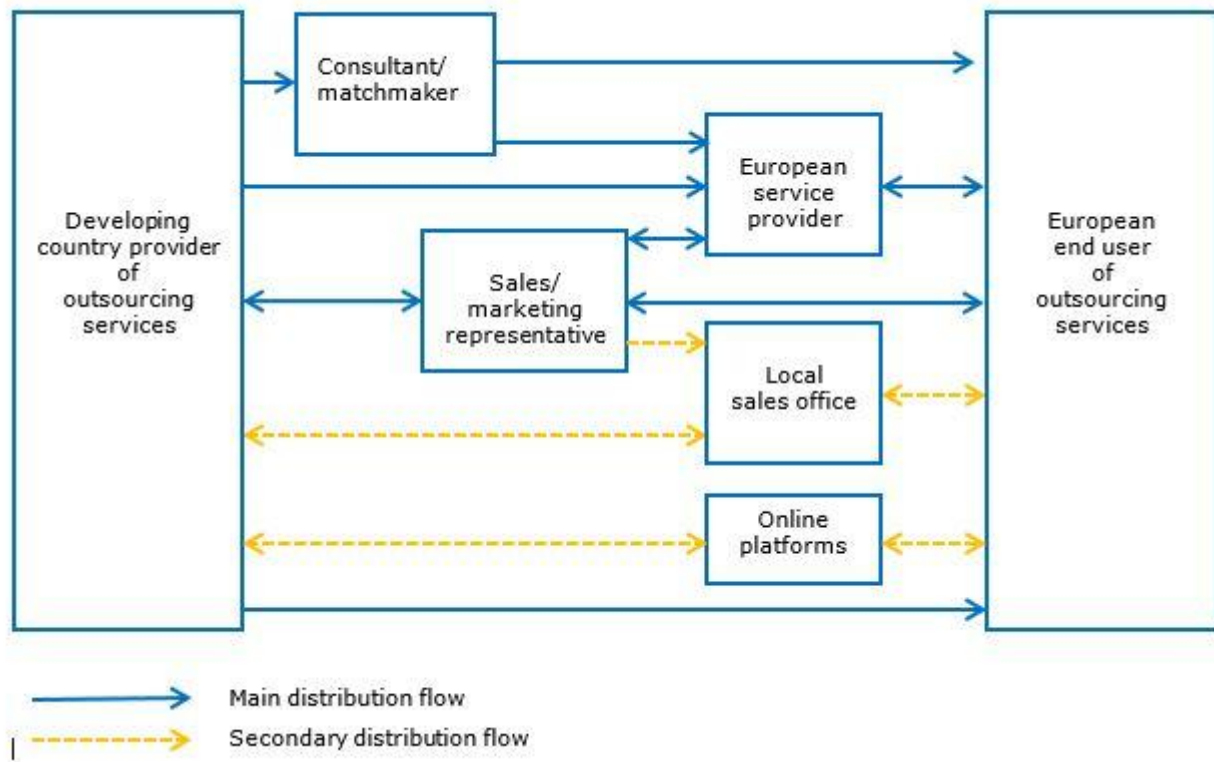 Consultant/
matchmaker
European
service
provider
Developing
country provider
of
outsourcing
services
European
end user
of
outsourcing
services
Sales/
marketing
representative
Local
sales office
Online
platforms
Main distribution flow
Secondary distribution flow